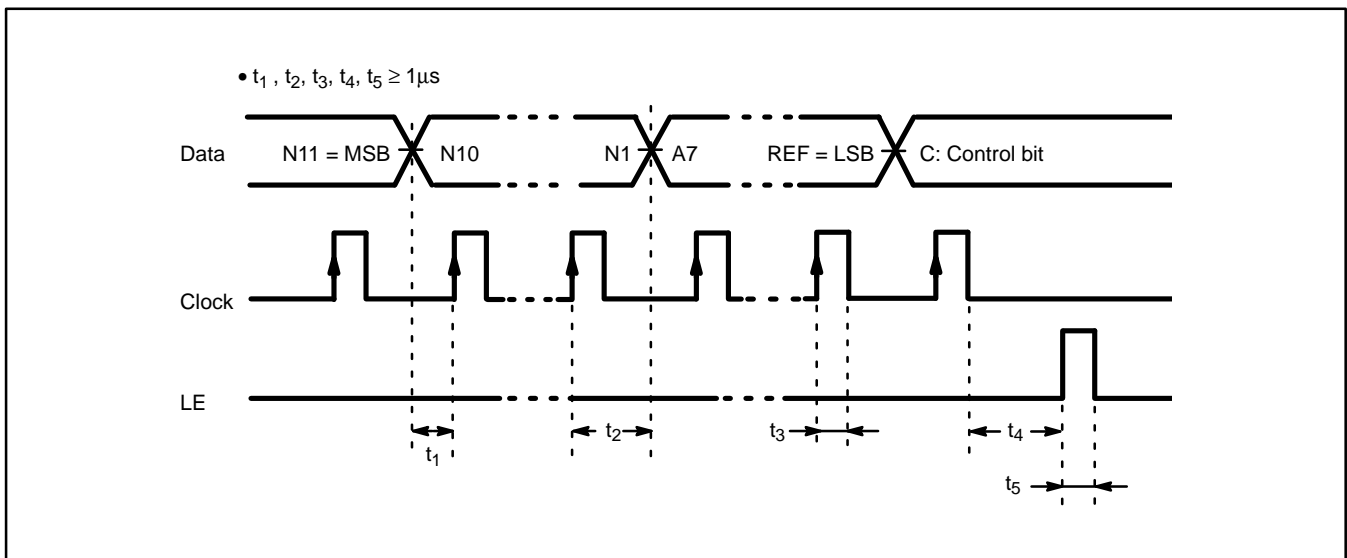 • t1 , t2, t3, t4, t5 ≥ 1μs
Data N11 = MSB N10 N1 A7 REF = LSB C: Control bit
Clock
LE
t1 t2 t3 t4
t5